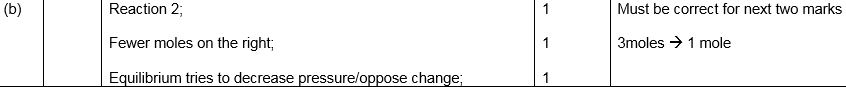 (b) Reaction 2; 1 Must be correct for next two marks
Fewer moles on the right; 1 3moles → 1 mole
Equilibrium tries to decrease pressure/oppose change; 1